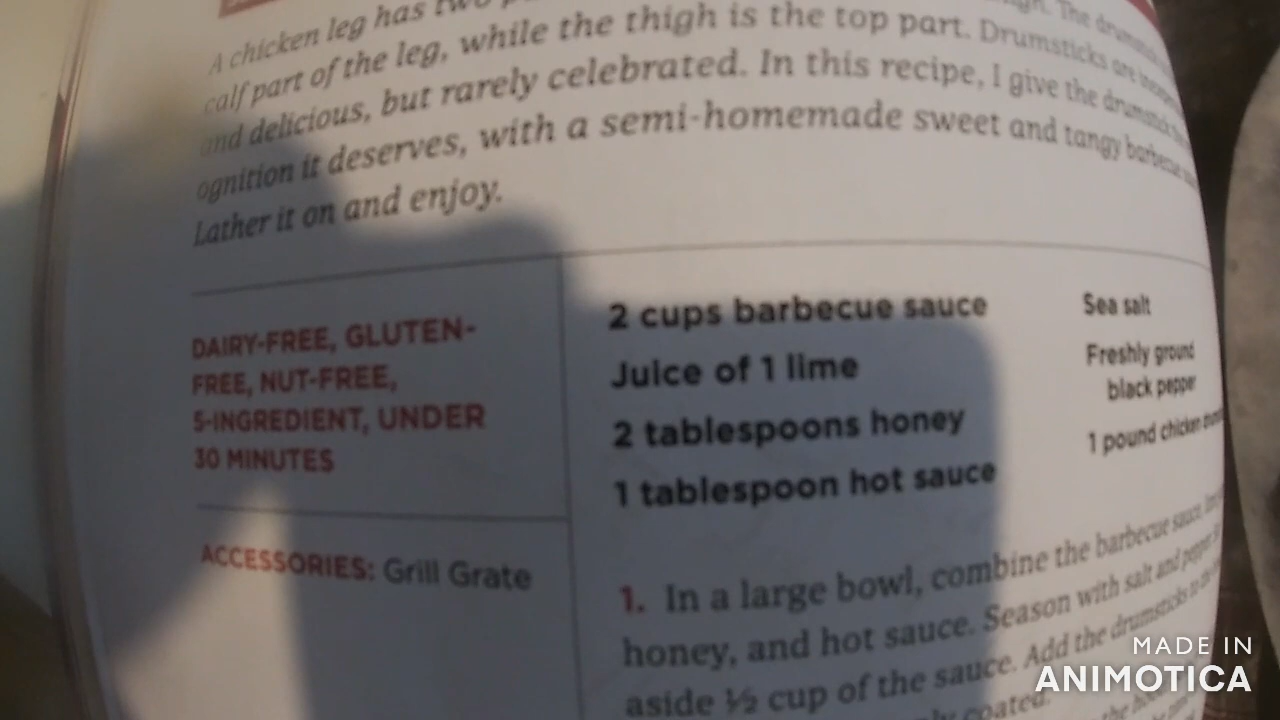 A chicken leg has two
calf part of the leg, while the thigh is the top part. Drumsticks are
and delicious, but rarely celebrated. In this recipe, I give the drumstick
ognition it deserves, with a semi-homemade sweet and tangy barbecue
Lather it on and enjoy.
DAIRY-FREE, GLUTEN-
FREE, NUT-FREE,
5-INGREDIENT, UNDER
30 MINUTES
ACCESSORIES: Grill Grate
2 cups barbecue sauce
Juice of 1 lime
2 tablespoons honey
1 tablespoon hot sauce
Sea salt
Freshly ground
black pepper
1 pound chicken
1. In a large bowl, combine the barbecue sauce,
honey, and hot sauce. Season with salt and pepper
aside ½ cup of the sauce. Add the drumsticks to the
coated.
MADE IN
ANIMOTICA